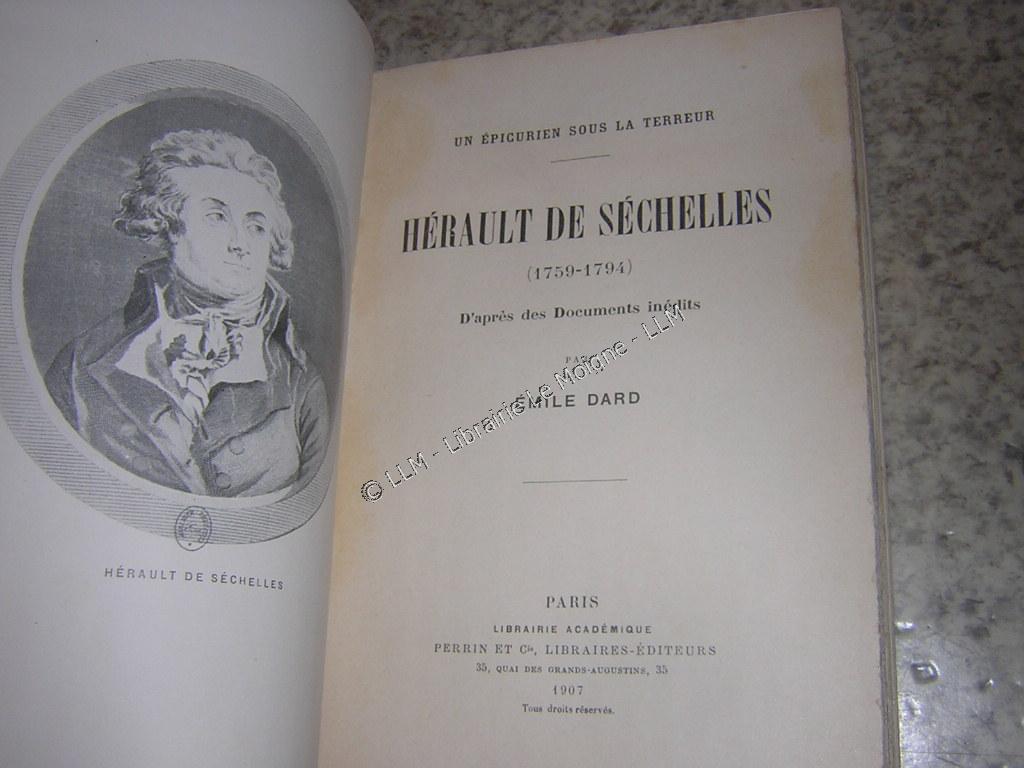 HÉRAULT DE SÉCHELLES
UN ÉPICURIEN SOUS LA TERREUR
HÉRAULT DE SÉCHELLES
(1759-1794)
D'après des Documents inédits
PAR
ÉMILE DARD
© LLM - Librairie Le Moigne - LLM
PARIS
LIBRAIRIE ACADÉMIQUE
PERRIN ET Cie, LIBRAIRES-ÉDITEURS
35, QUAI DES GRANDS-AUGUSTINS, 35
1907
Tous droits réservés.